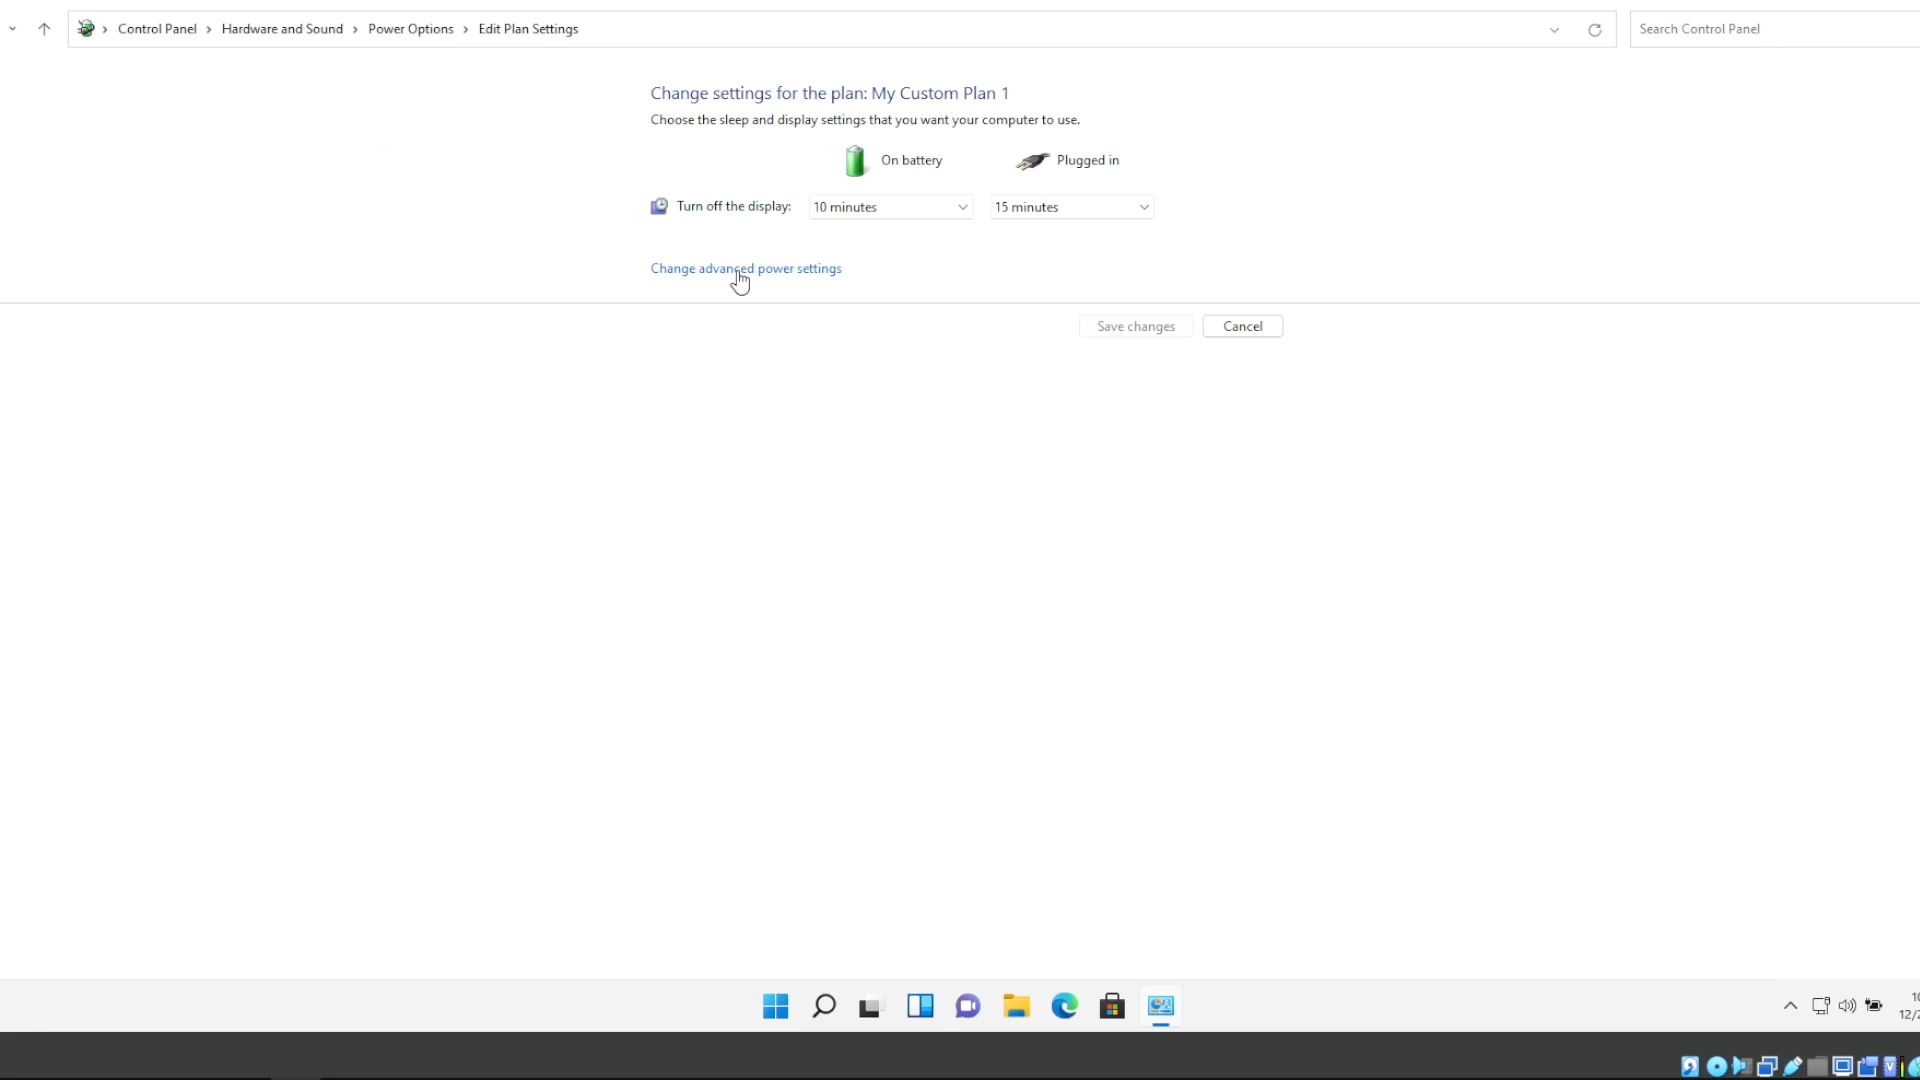 Control Panel > Hardware and Sound > Power Options > Edit Plan Settings
Search Control Panel
Change settings for the plan: My Custom Plan 1
Choose the sleep and display settings that you want your computer to use.
On battery
Plugged in
Turn off the display: 10 minutes 15 minutes
Change advanced power settings
Save changes Cancel